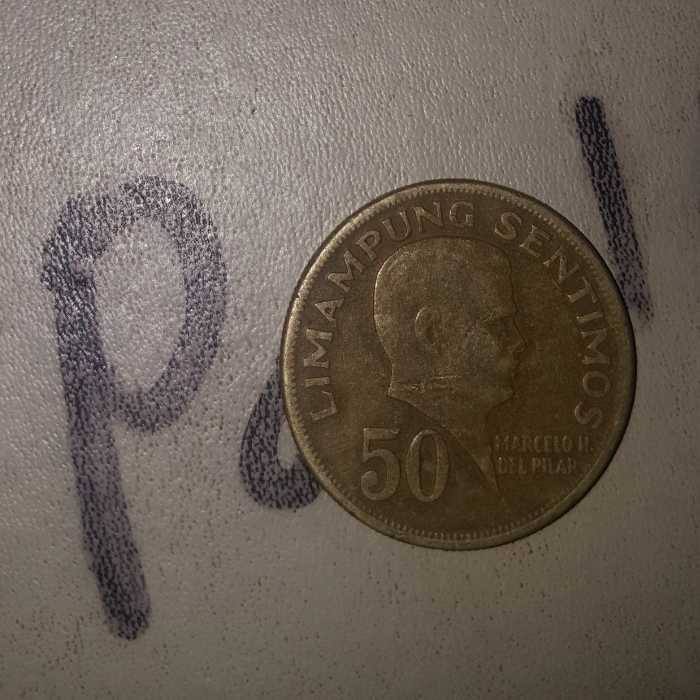 LIMAMPUNG SENTIMOS
50
MARCELO H.
DEL PILAR